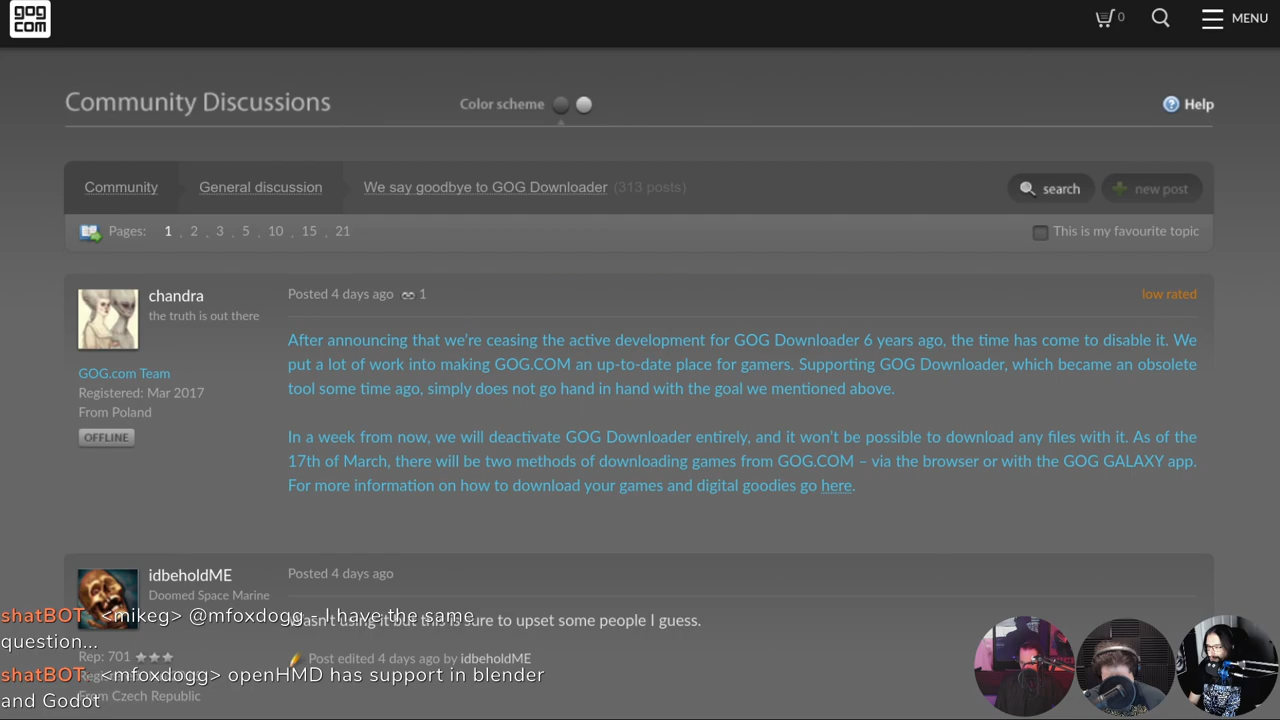 gog
com
0
MENU
Community Discussions
Color scheme
Help
Community
General discussion
We say goodbye to GOG Downloader (313 posts)
search
new post
Pages: 1 . 2 . 3 . 5 . 10 . 15 . 21
This is my favourite topic
chandra
the truth is out there
GOG.com Team
Registered: Mar 2017
From Poland
OFFLINE
Posted 4 days ago 1
low rated
After announcing that we're ceasing the active development for GOG Downloader 6 years ago, the time has come to disable it. We
put a lot of work into making GOG.COM an up-to-date place for gamers. Supporting GOG Downloader, which became an obsolete
tool some time ago, simply does not go hand in hand with the goal we mentioned above.
In a week from now, we will deactivate GOG Downloader entirely, and it won't be possible to download any files with it. As of the
17th of March, there will be two methods of downloading games from GOG.COM – via the browser or with the GOG GALAXY app.
For more information on how to download your games and digital goodies go here.
idbeholdME
Doomed Space Marine
Posted 4 days ago
Wasn't using it but this is sure to upset some people I guess.
Rep: 701
Post edited 4 days ago by idbeholdME
From Czech Republic
shatBOT <mikeg> @mfoxdogg - I have the same
question...
shatBOT <mfoxdogg> openHMD has support in blender
and Godot